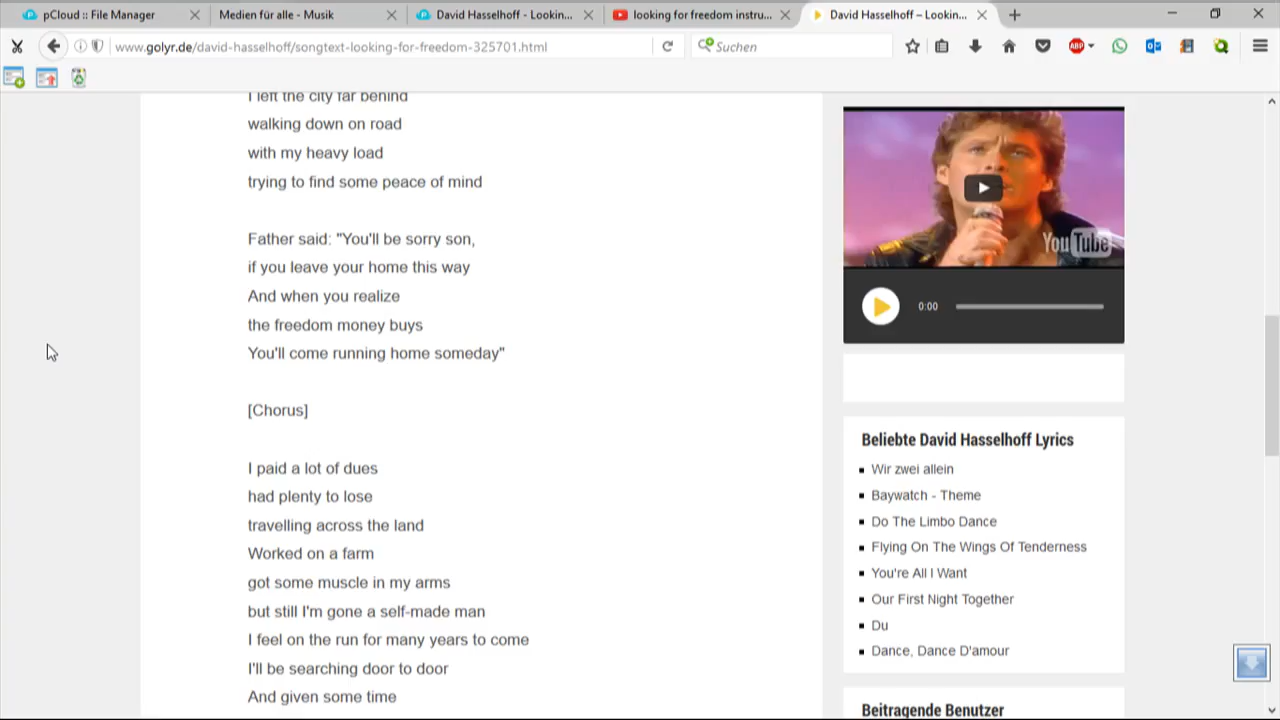 pCloud :: File Manager
Medien für alle - Musik
David Hasselhoff - Lookin...
looking for freedom instru...
David Hasselhoff – Lookin...
www.golyr.de/david-hasselhoff/songtext-looking-for-freedom-325701.html
Suchen
ABP
I left the city far behind
walking down on road
with my heavy load
trying to find some peace of mind
Father said: "You'll be sorry son,
if you leave your home this way
And when you realize
the freedom money buys
You'll come running home someday"
[Chorus]
I paid a lot of dues
had plenty to lose
travelling across the land
Worked on a farm
got some muscle in my arms
but still I'm gone a self-made man
I feel on the run for many years to come
I'll be searching door to door
And given some time
YouTube
0:00
Beliebte David Hasselhoff Lyrics
Wir zwei allein
Baywatch - Theme
Do The Limbo Dance
Flying On The Wings Of Tenderness
You're All I Want
Our First Night Together
Du
Dance, Dance D'amour
Beitragende Benutzer